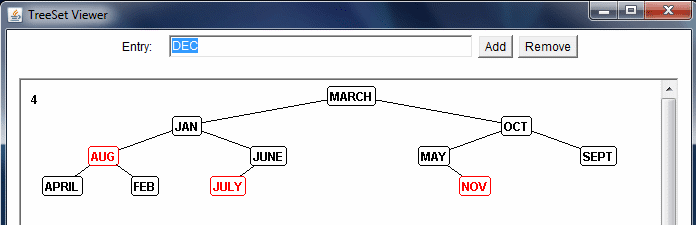 TreeSet Viewer
Entry: DEC Add Remove
4
MARCH
JAN OCT
AUG JUNE MAY SEPT
APRIL FEB JULY NOV